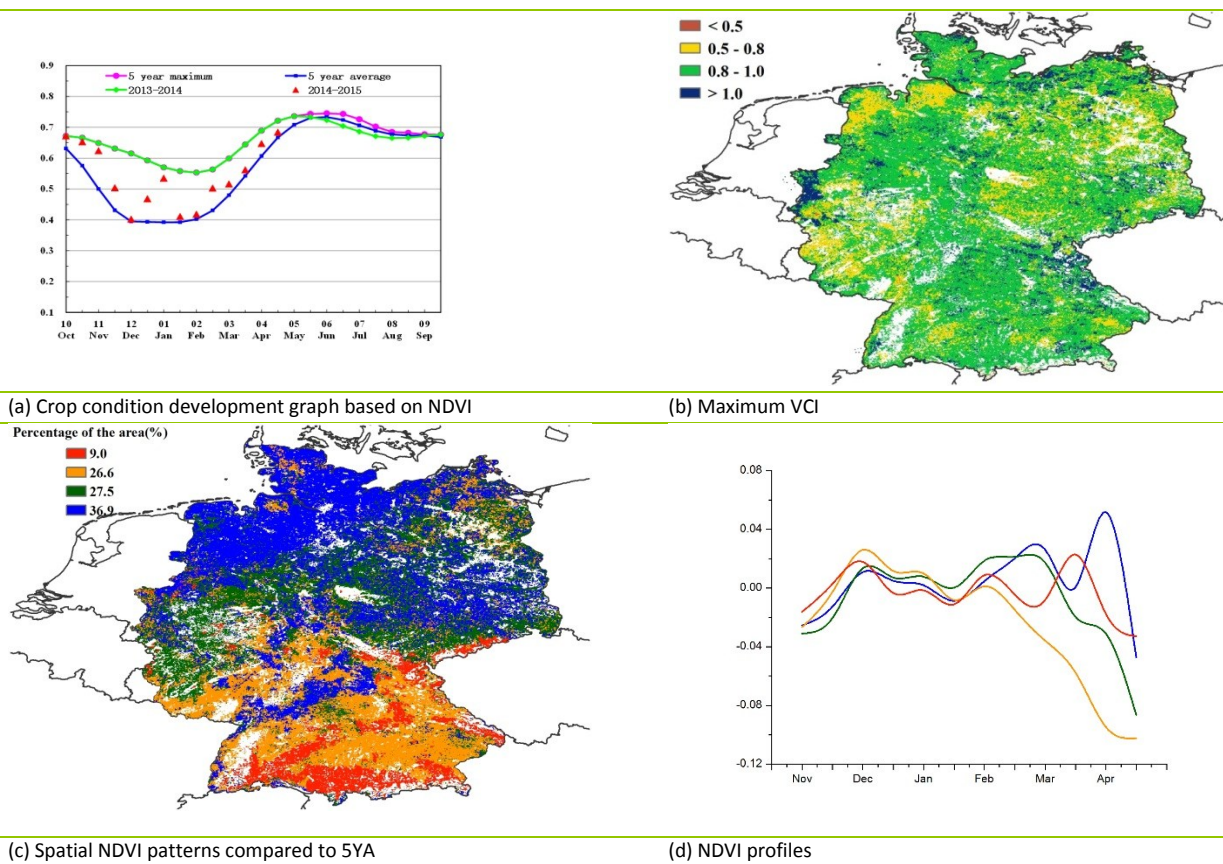 0.9
0.8
0.7
0.6
0.5
0.4
0.3
0.2
0.1
5 year maximum
5 year average
2013-2014
2014-2015
10 11 12 01 02 03 04 05 06 07 08 09
Oct Nov Dec Jan Feb Mar Apr May Jun Jul Aug Sep
< 0.5
0.5 - 0.8
0.8 - 1.0
> 1.0
(a) Crop condition development graph based on NDVI
(b) Maximum VCI
Percentage of the area(%)
9.0
26.6
27.5
36.9
0.08
0.04
0.00
-0.04
-0.08
-0.12
Nov Dec Jan Feb Mar Apr
(c) Spatial NDVI patterns compared to 5YA
(d) NDVI profiles